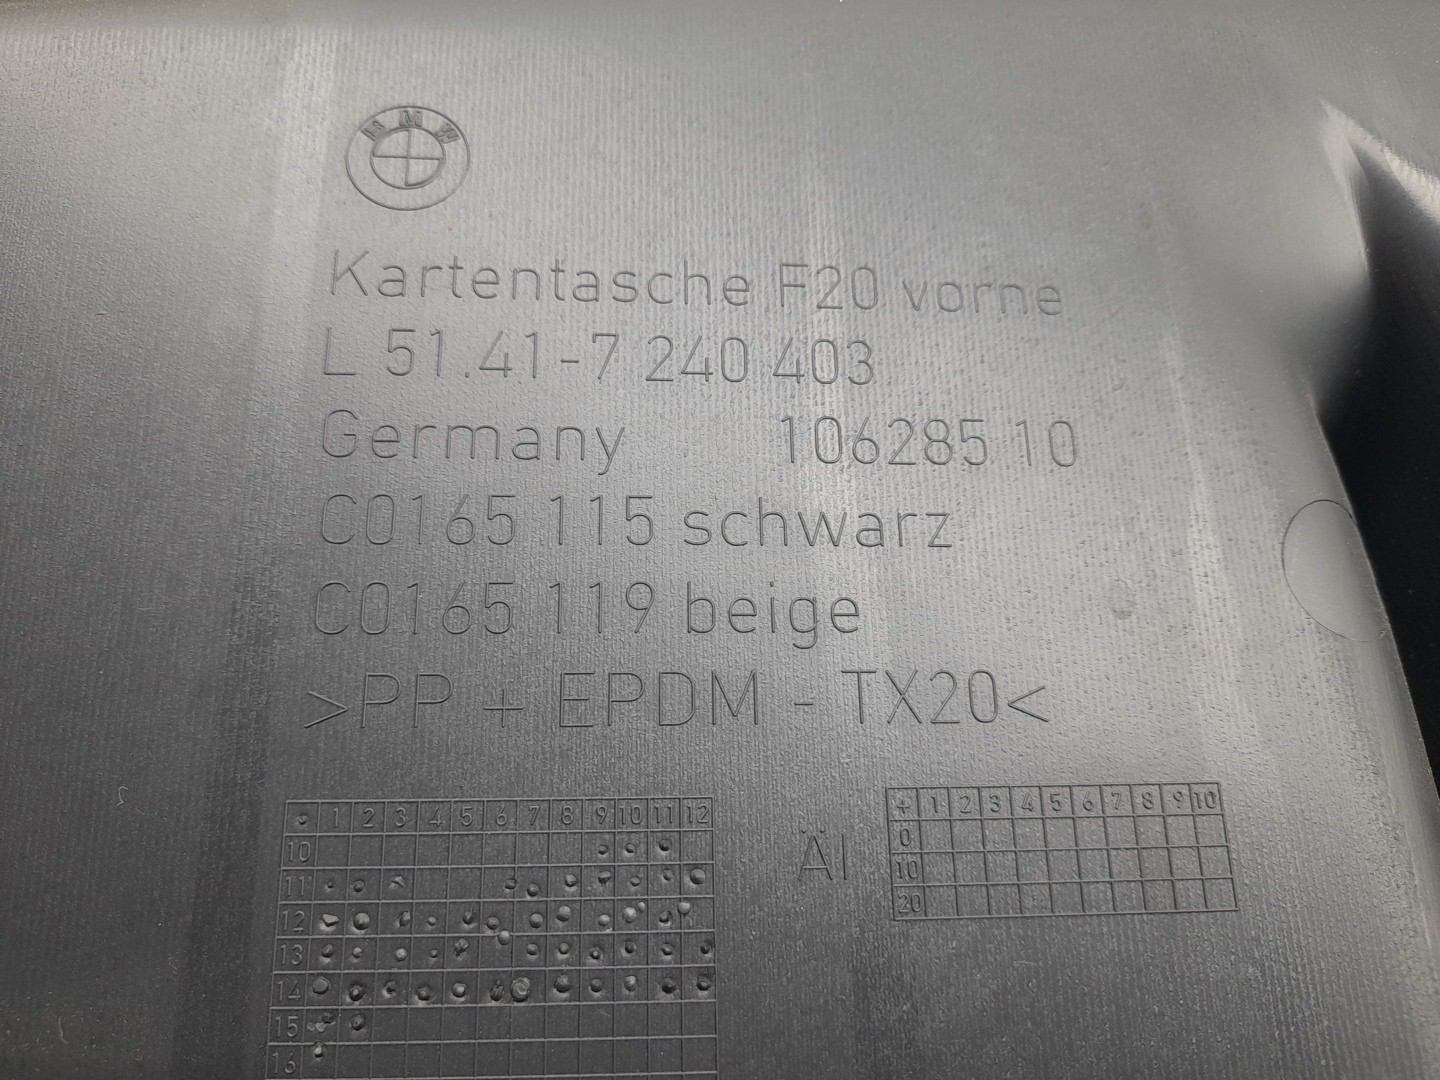 BMW
Kartentasche F20 vorne
L 51.41-7 240 403
Germany 106285 10
C0165 115 schwarz
C0165 119 beige
>PP + EPDM - TX20<
1 2 3 4 5 6 7 8 9 10 11 12
10
11
12
13
14
15
16
ÄI
+ 1 2 3 4 5 6 7 8 9 10
0
10
20